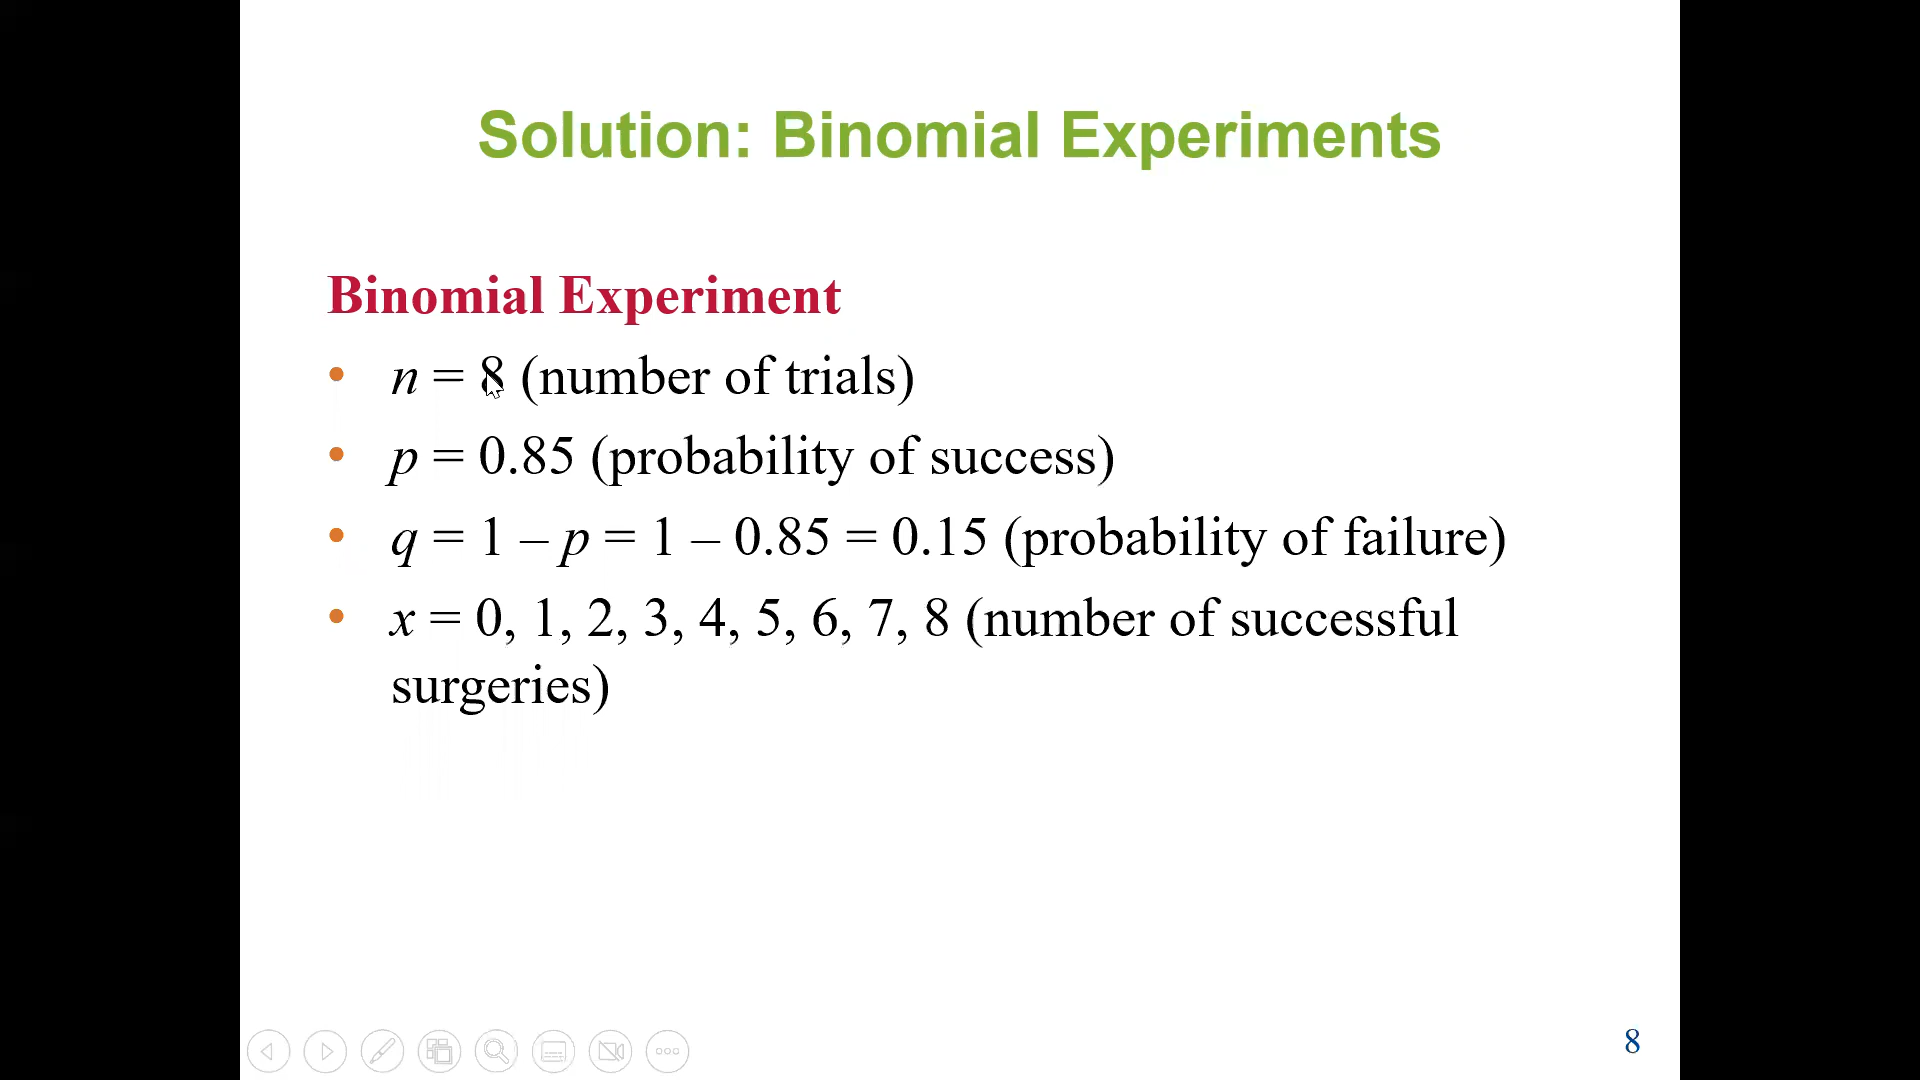 Solution: Binomial Experiments
Binomial Experiment
• n = 8 (number of trials)
• p = 0.85 (probability of success)
• q = 1 – p = 1 – 0.85 = 0.15 (probability of failure)
• x = 0, 1, 2, 3, 4, 5, 6, 7, 8 (number of successful
surgeries)
8